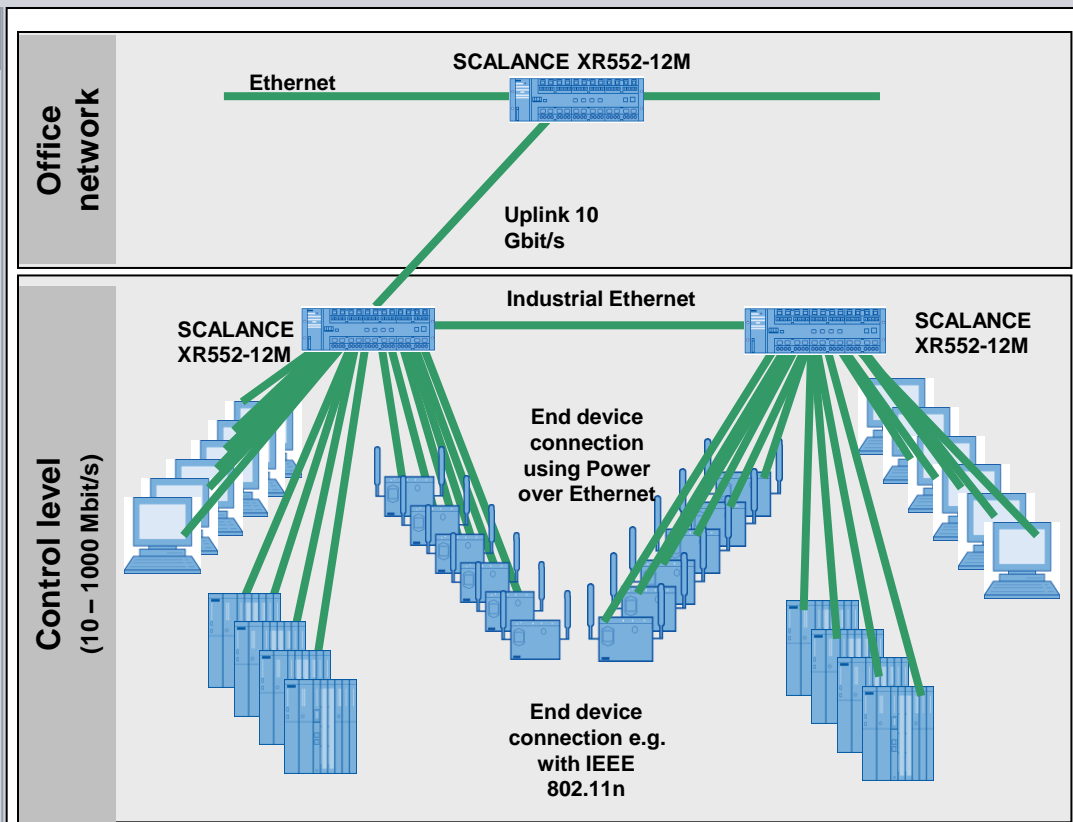 Office
network
SCALANCE XR552-12M
Ethernet
Uplink 10
Gbit/s
Control level
(10 – 1000 Mbit/s)
Industrial Ethernet
SCALANCE
XR552-12M
SCALANCE
XR552-12M
End device
connection
using Power
over Ethernet
End device
connection e.g.
with IEEE
802.11n